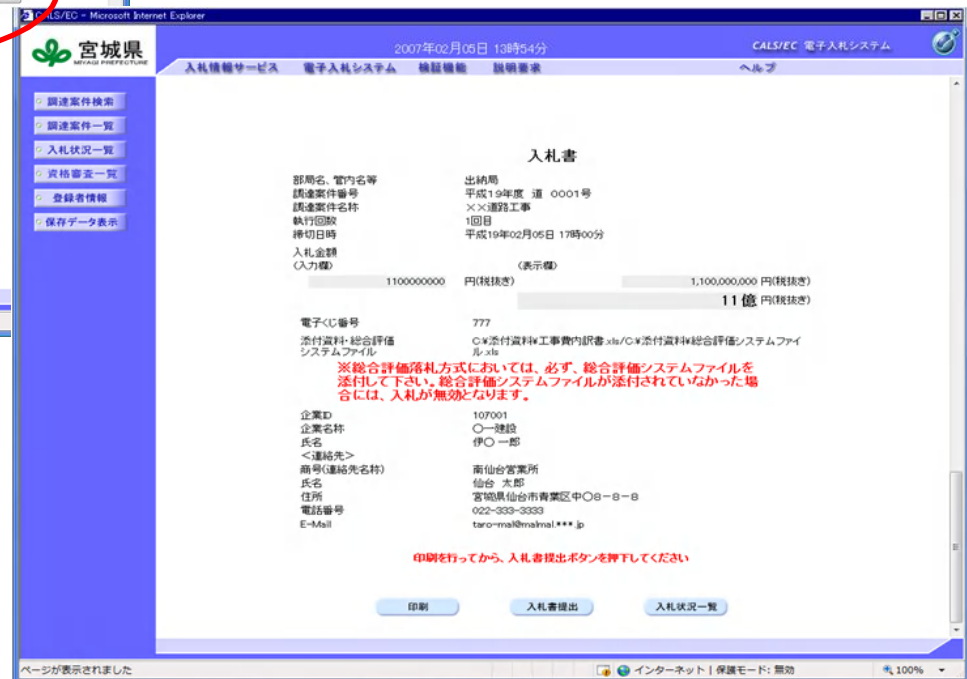 CALS/EC - Microsoft Internet Explorer
宮城県
MIYAGI PREFECTURE
2007年02月05日 13時54分
CALS/EC 電子入札システム
入札情報サービス 電子入札システム 検証機能 説明要求 ヘルプ
調達案件検索
調達案件一覧
入札状況一覧
資格審査一覧
登録者情報
保存データ表示
入札書
部局名、管内名等 出納局
調達案件番号 平成19年度 道 0001号
調達案件名称 ××道路工事
執行回数 1回目
締切日時 平成19年02月05日 17時00分
入札金額
(入力欄) (表示欄)
1100000000 円(税抜き) 1,100,000,000 円(税抜き)
11億 円(税抜き)
電子くじ番号 777
添付資料・総合評価 C:¥添付資料¥工事費内訳書.xls/C:¥添付資料¥総合評価システムファイ
システムファイル ル.xls
※総合評価落札方式においては、必ず、総合評価システムファイルを
添付して下さい。総合評価システムファイルが添付されていなかった場
合には、入札が無効となります。
企業ID 107001
企業名称 〇一建設
氏名 伊〇 一郎
<連絡先>
商号(連絡先名称) 南仙台営業所
氏名 仙台 太郎
住所 宮城県仙台市青葉区中〇8-8-8
電話番号 022-333-3333
E-Mail taro-mal@malmal.***.jp
印刷を行ってから、入札書提出ボタンを押下してください
印刷 入札書提出 入札状況一覧
ページが表示されました インターネット | 保護モード: 無効 100%